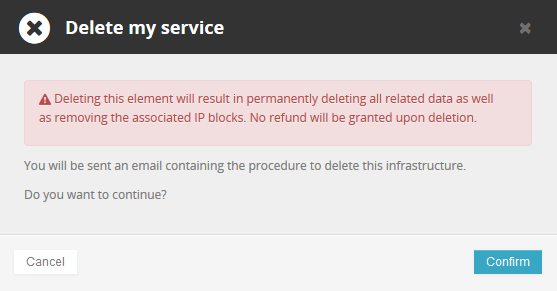 Delete my service
Deleting this element will result in permanently deleting all related data as well
as removing the associated IP blocks. No refund will be granted upon deletion.
You will be sent an email containing the procedure to delete this infrastructure.
Do you want to continue?
Cancel
Confirm